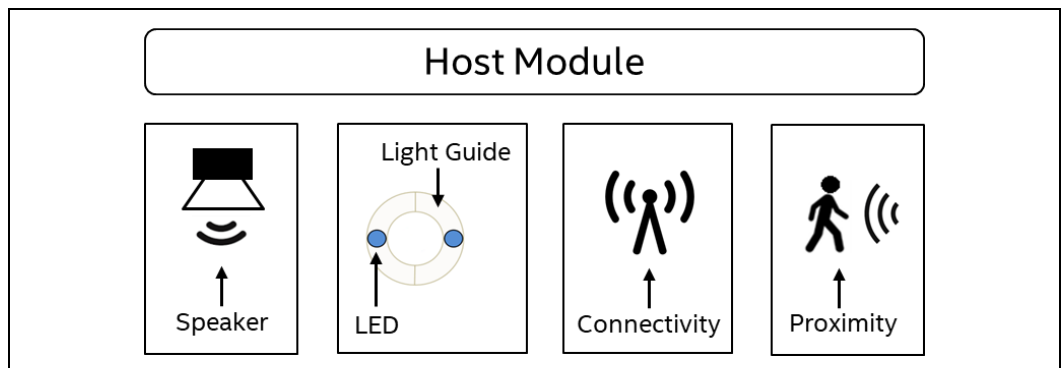 Host Module
Light Guide
Speaker
LED
Connectivity
Proximity